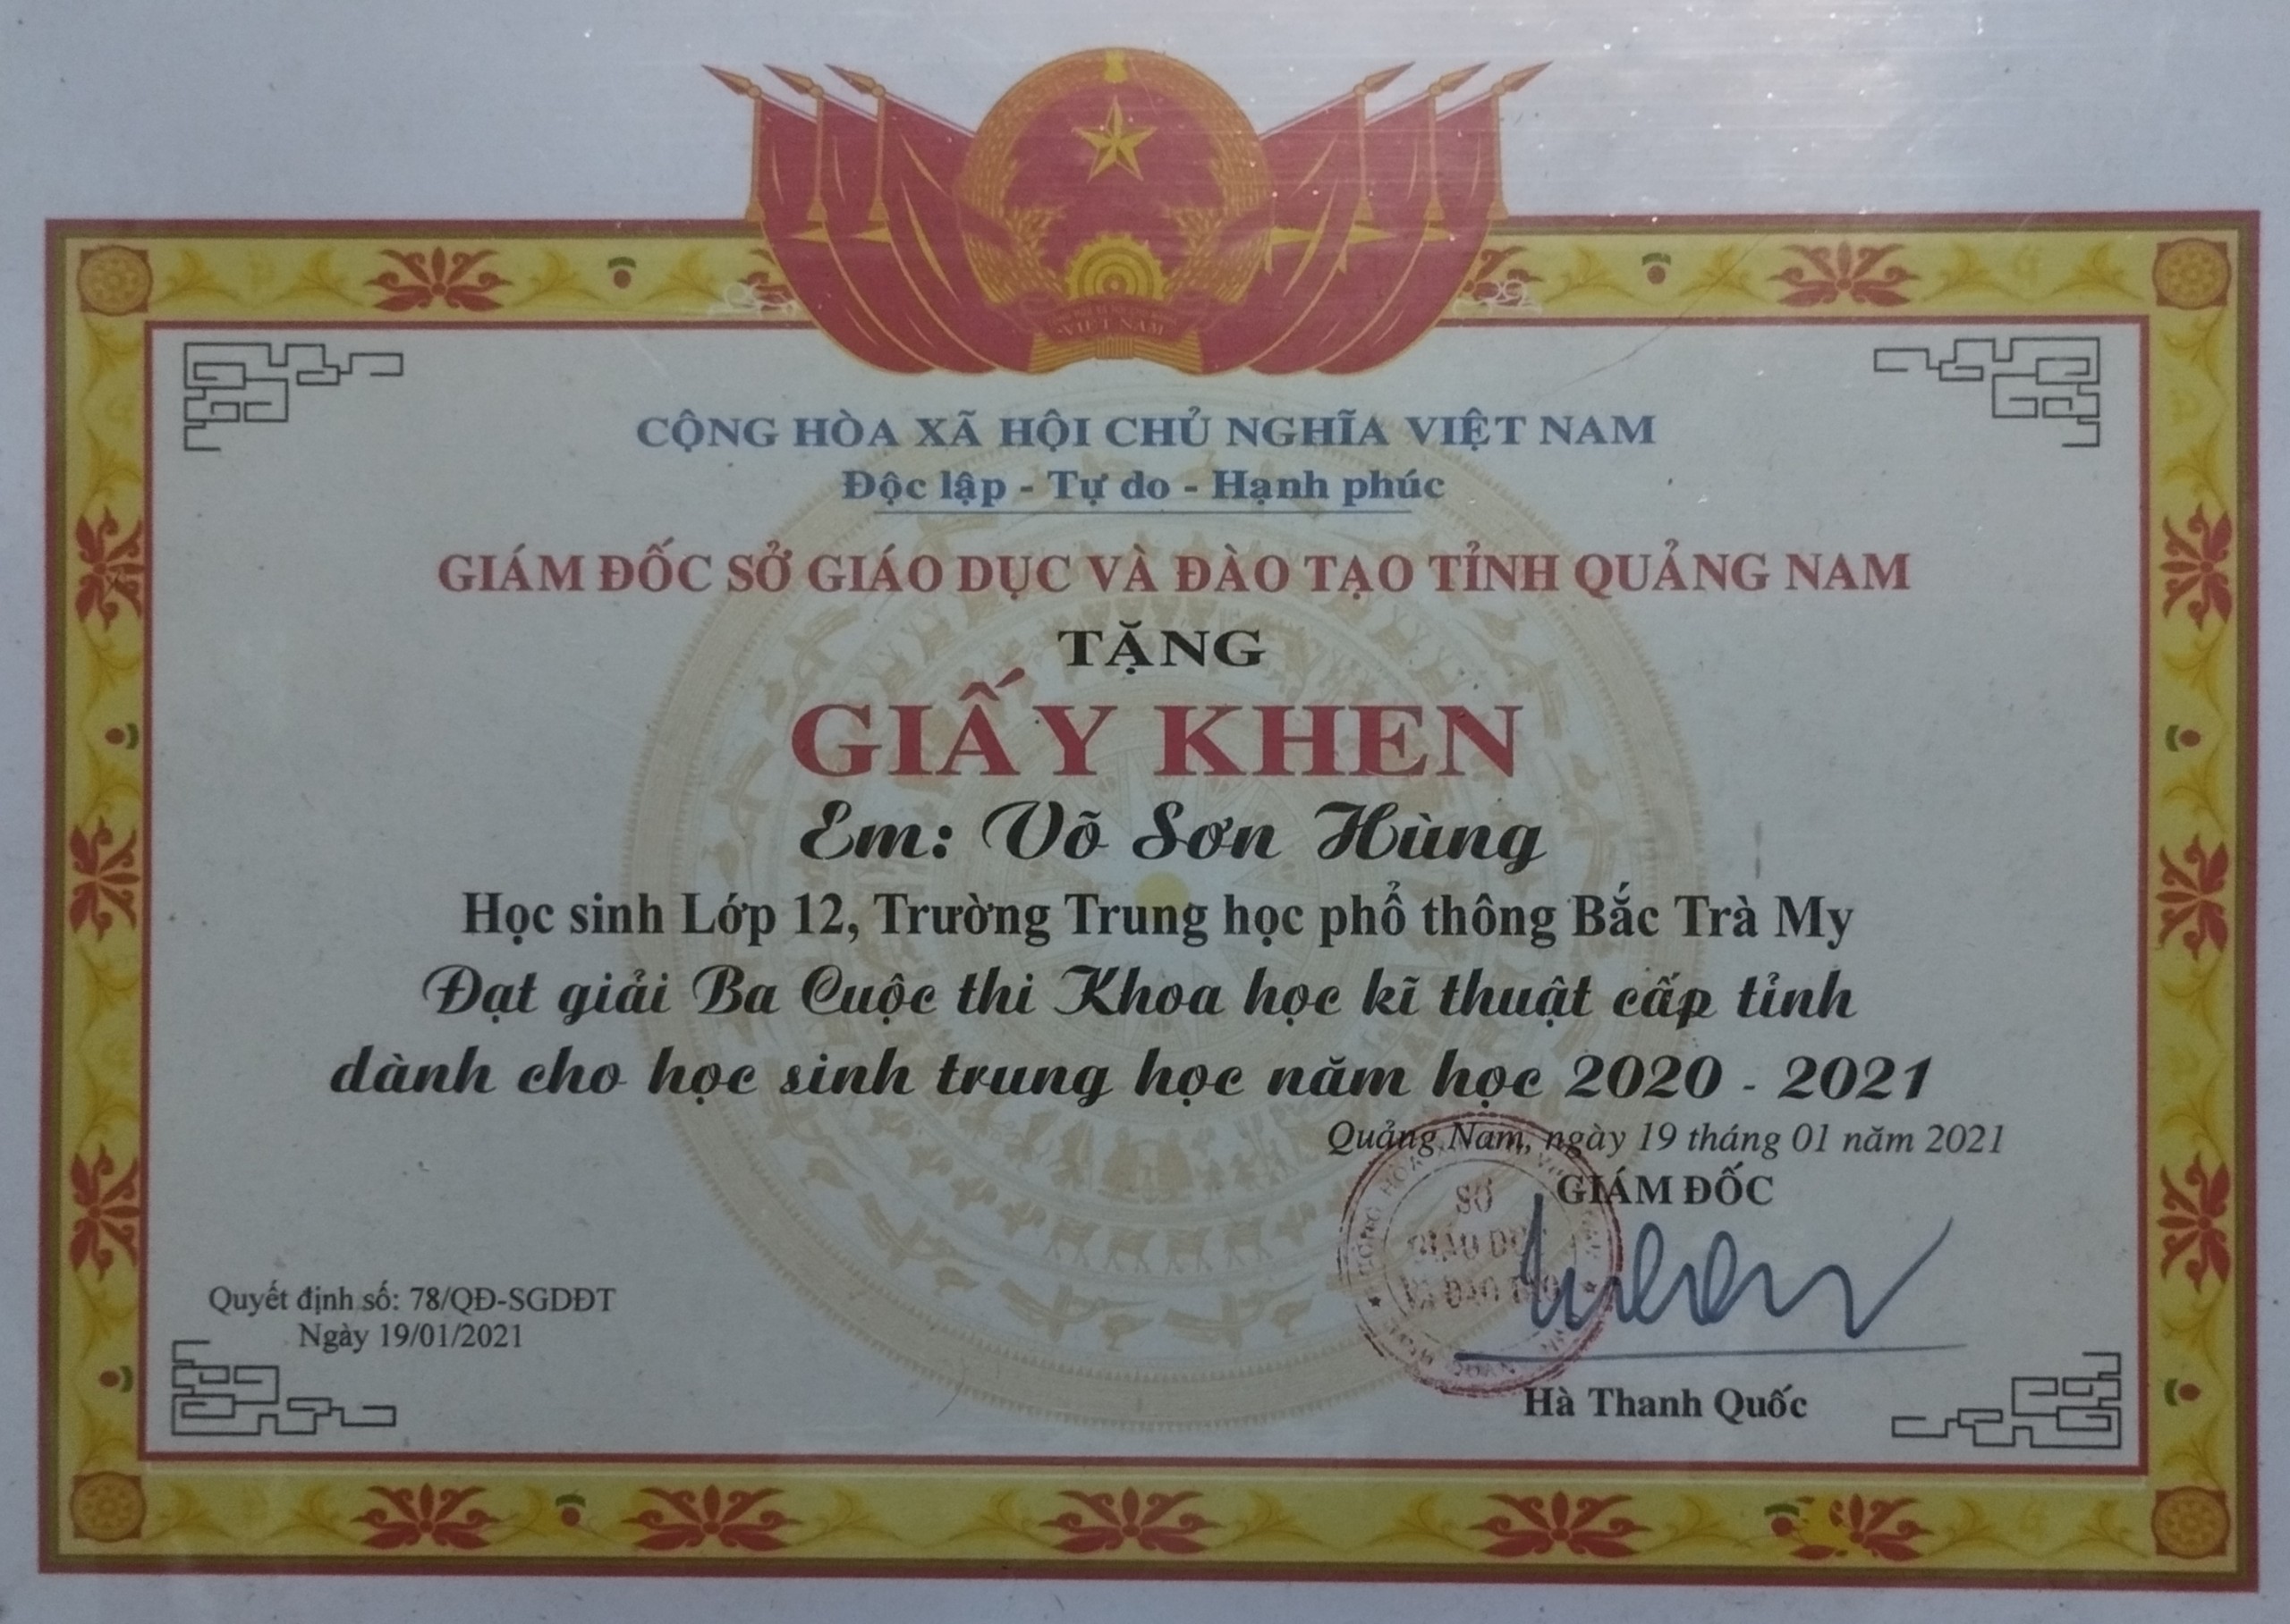 VIỆT NAM
CỘNG HÒA XÃ HỘI CHỦ NGHĨA VIỆT NAM
Độc lập - Tự do - Hạnh phúc
GIÁM ĐỐC SỞ GIÁO DỤC VÀ ĐÀO TẠO TỈNH QUẢNG NAM
TẶNG
GIẤY KHEN
Em: Võ Sơn Hùng
Học sinh Lớp 12, Trường Trung học phổ thông Bắc Trà My
Đạt giải Ba Cuộc thi Khoa học kĩ thuật cấp tỉnh
dành cho học sinh trung học năm học 2020 - 2021
Quảng Nam, ngày 19 tháng 01 năm 2021
GIÁM ĐỐC
SỞ
GIÁO DỤC
VÀ ĐÀO TẠO
Quyết định số: 78/QĐ-SGDĐT
Ngày 19/01/2021
Hà Thanh Quốc